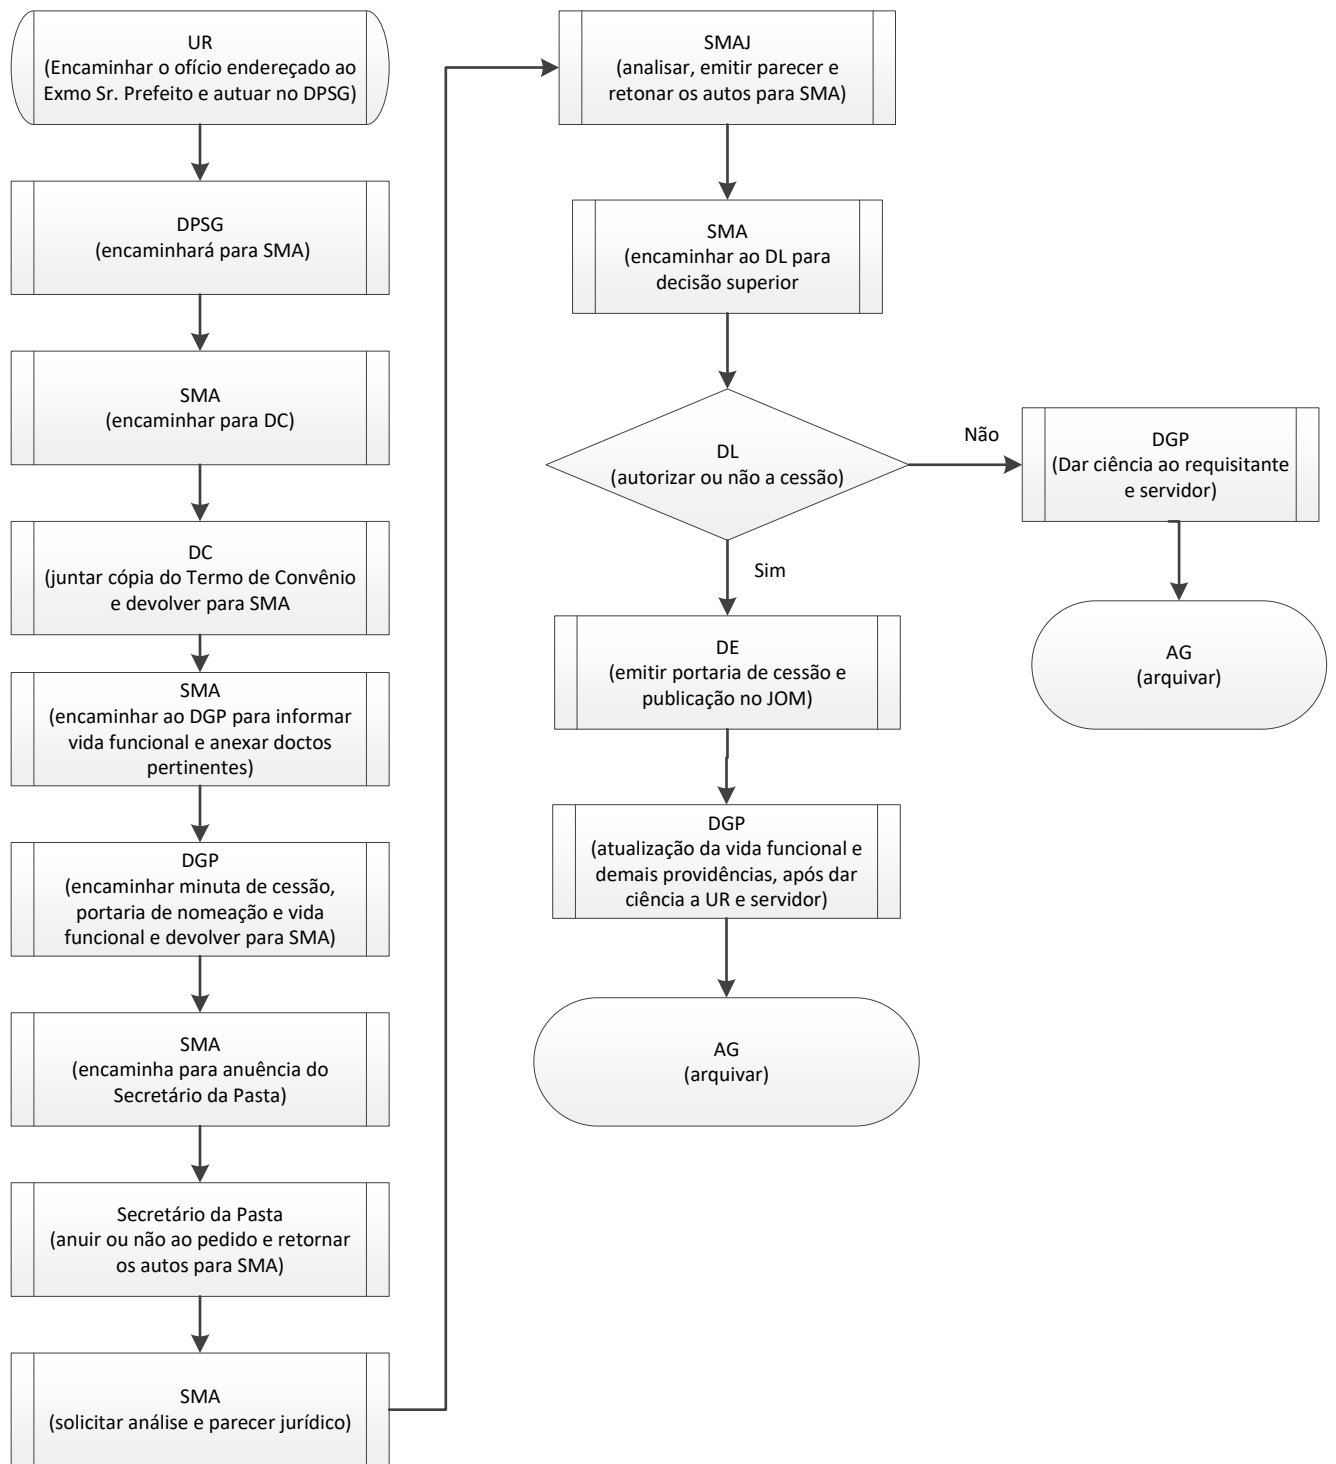 UR
(Encaminhar o ofício endereçado ao
Exmo Sr. Prefeito e autuar no DPSG)
DPSG
(encaminhará para SMA)
SMA
(encaminhar para DC)
DC
(juntar cópia do Termo de Convênio
e devolver para SMA
SMA
(encaminhar ao DGP para informar
vida funcional e anexar doctos
pertinentes)
DGP
(encaminhar minuta de cessão,
portaria de nomeação e vida
funcional e devolver para SMA)
SMA
(encaminha para anuência do
Secretário da Pasta)
Secretário da Pasta
(anuir ou não ao pedido e retornar
os autos para SMA)
SMA
(solicitar análise e parecer jurídico)
SMAJ
(analisar, emitir parecer e
retonar os autos para SMA)
SMA
(encaminhar ao DL para
decisão superior
DL
(autorizar ou não a cessão)
Não
DGP
(Dar ciência ao requisitante
e servidor)
AG
(arquivar)
Sim
DE
(emitir portaria de cessão e
publicação no JOM)
DGP
(atualização da vida funcional e
demais providências, após dar
ciência a UR e servidor)
AG
(arquivar)